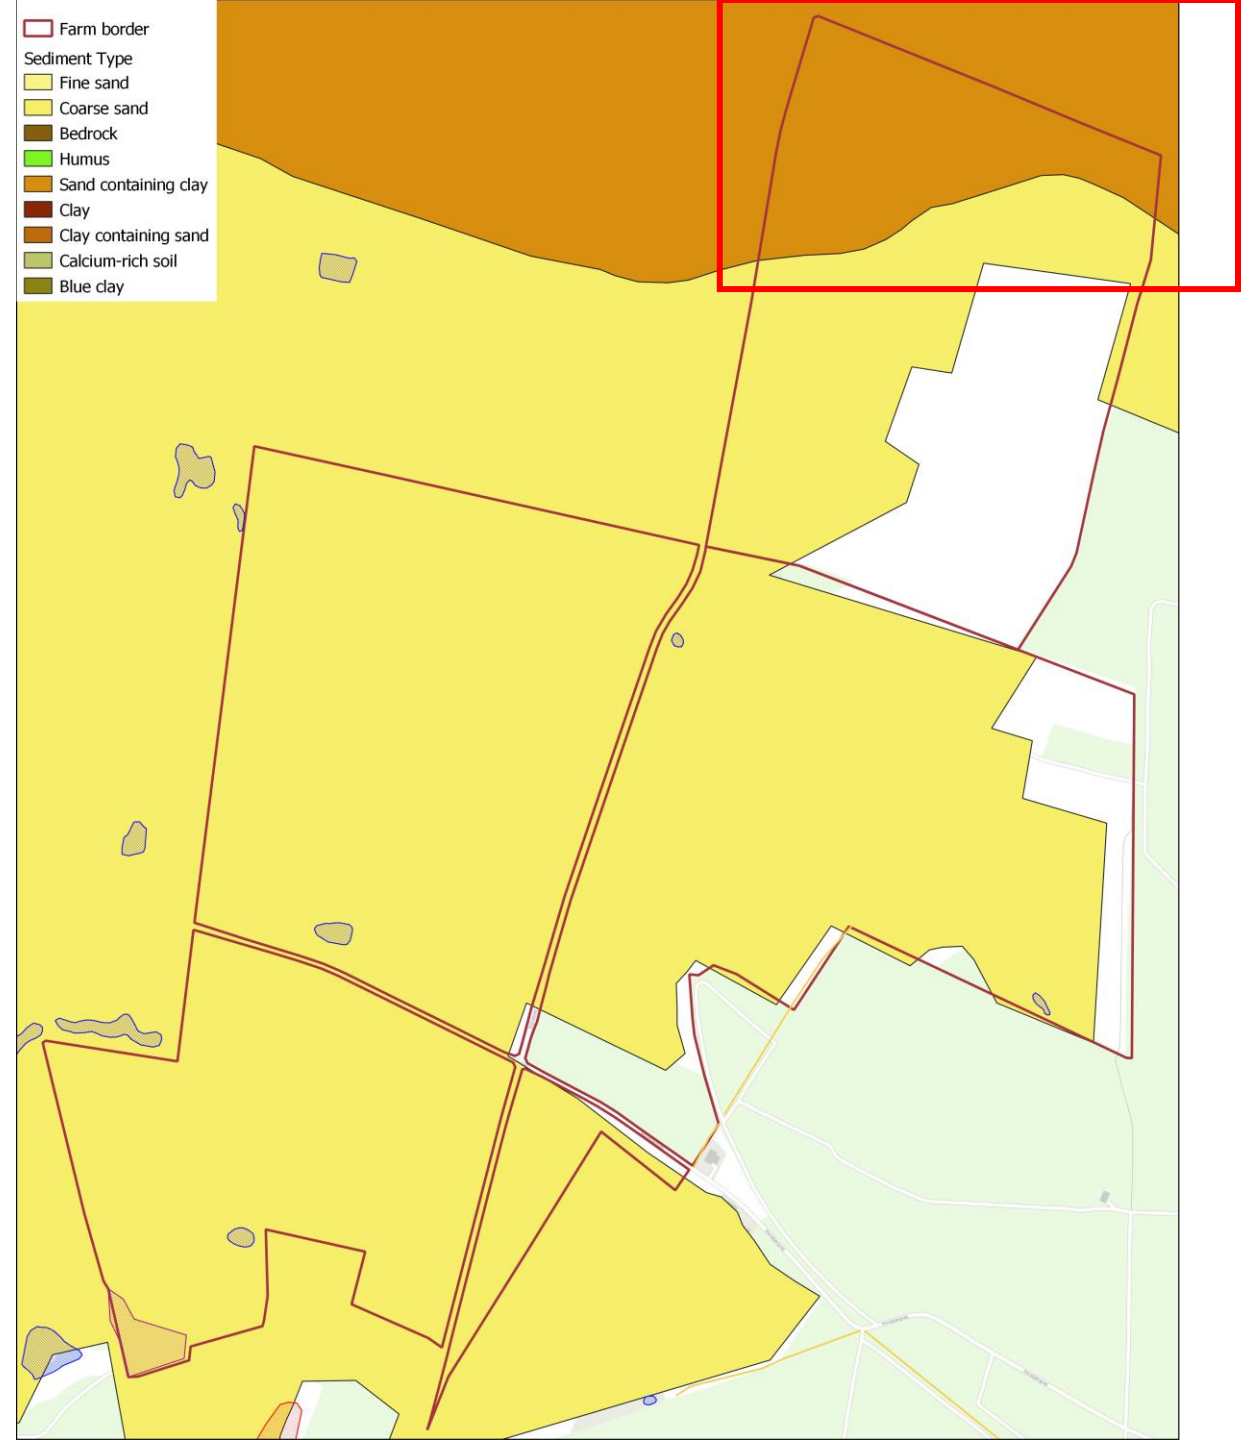 Farm border
Sediment Type
Fine sand
Coarse sand
Bedrock
Humus
Sand containing clay
Clay
Clay containing sand
Calcium-rich soil
Blue clay